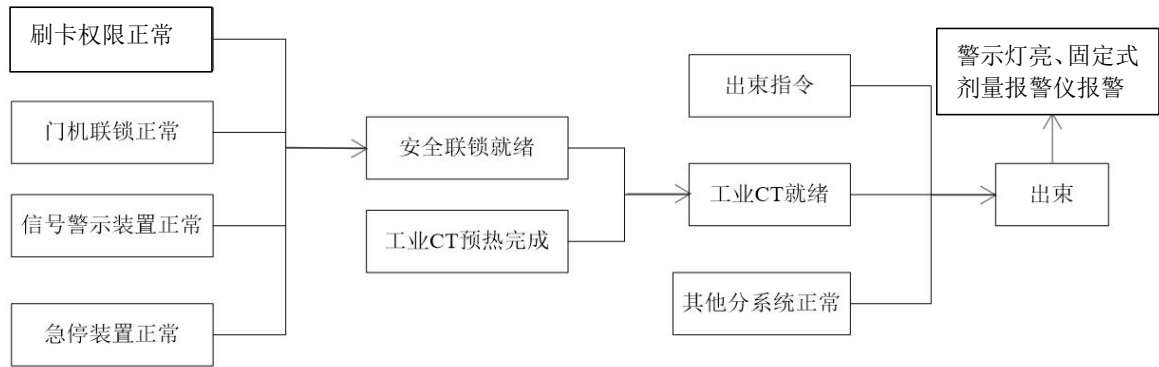 刷卡权限正常
门机联锁正常
信号警示装置正常
急停装置正常
安全联锁就绪
工业CT预热完成
出束指令
工业CT就绪
其他分系统正常
警示灯亮、固定式
剂量报警仪报警
出束